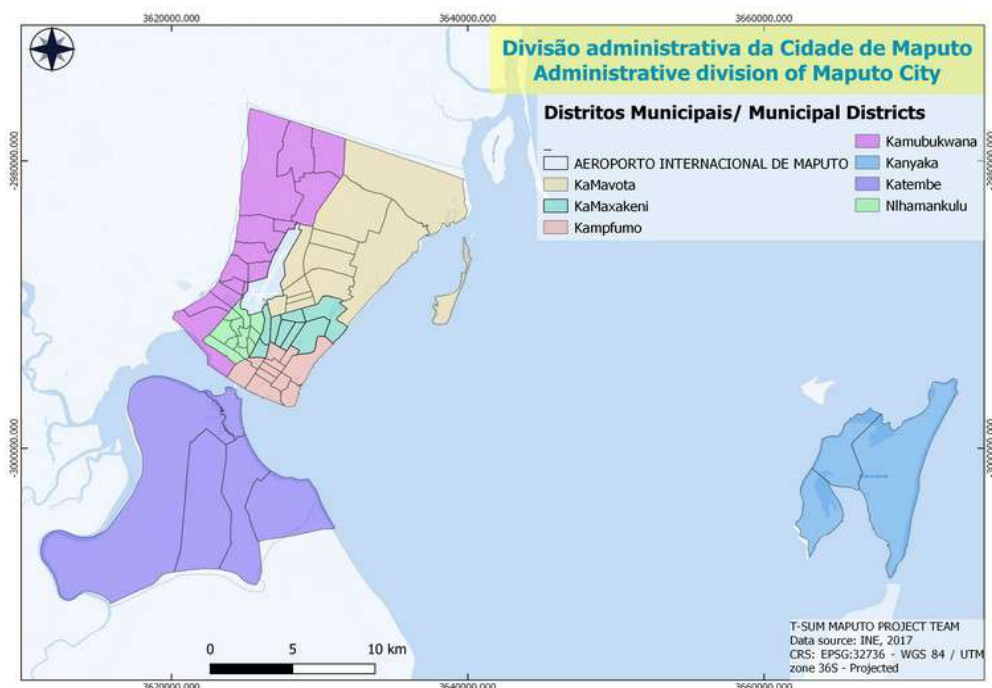 3620000.000 3640000.000 3660000.000
Divisão administrativa da Cidade de Maputo
Administrative division of Maputo City
Distritos Municipais/ Municipal Districts
_
AEROPORTO INTERNACIONAL DE MAPUTO
KaMavota
KaMaxakeni
Kampfumo
Kamubukwana
Kanyaka
Katembe
Nlhamankulu
-2980000.000
-2980000.000
-3000000.000
-3000000.000
0 5 10 km
T-SUM MAPUTO PROJECT TEAM
Data source: INE, 2017
CRS: EPSG:32736 - WGS 84 / UTM
zone 36S - Projected
3620000.000 3640000.000 3660000.000